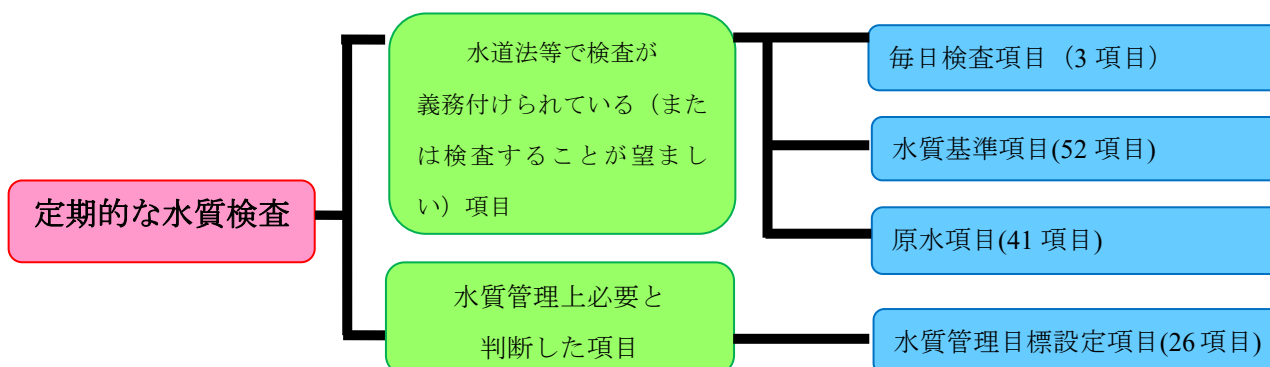 定期的な水質検査
水道法等で検査が
義務付けられている（また
は検査することが望まし
い）項目
水質管理上必要と
判断した項目
毎日検査項目（3 項目）
水質基準項目(52 項目)
原水項目(41 項目)
水質管理目標設定項目(26 項目)